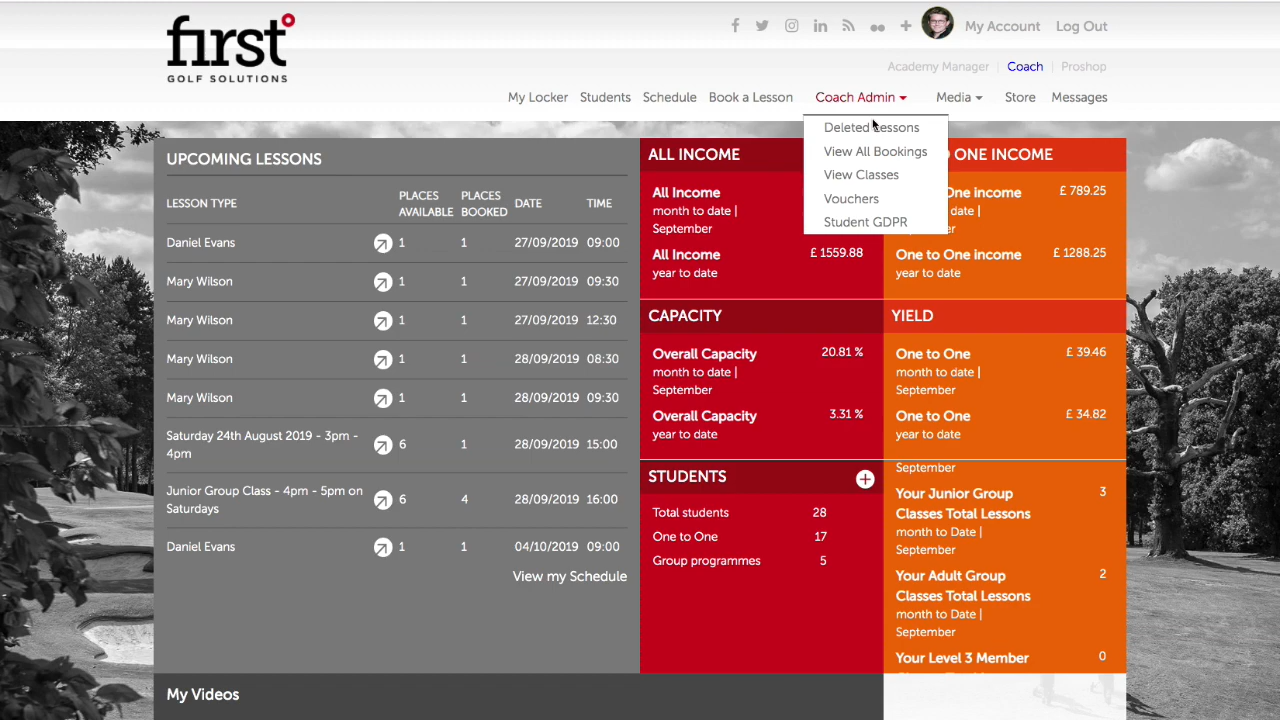 first
GOLF SOLUTIONS
My Account
Log Out
Academy Manager | Coach | Proshop
My Locker Students Schedule Book a Lesson Coach Admin Media Store Messages
Deleted Lessons
View All Bookings
View Classes
Vouchers
Student GDPR
UPCOMING LESSONS
LESSON TYPE PLACES AVAILABLE PLACES BOOKED DATE TIME
Daniel Evans 1 1 27/09/2019 09:00
Mary Wilson 1 1 27/09/2019 09:30
Mary Wilson 1 1 27/09/2019 12:30
Mary Wilson 1 1 28/09/2019 08:30
Mary Wilson 1 1 28/09/2019 09:30
Saturday 24th August 2019 - 3pm -
4pm 6 1 28/09/2019 15:00
Junior Group Class - 4pm - 5pm on
Saturdays 6 4 28/09/2019 16:00
Daniel Evans 1 1 04/10/2019 09:00
View my Schedule
ALL INCOME
All Income
month to date |
September
All Income £ 1559.88
year to date
ONE INCOME
One income £ 789.25
date |
One to One income £ 1288.25
year to date
CAPACITY
Overall Capacity 20.81 %
month to date |
September
Overall Capacity 3.31 %
year to date
YIELD
One to One £ 39.46
month to date |
September
One to One £ 34.82
year to date
STUDENTS
Total students 28
One to One 17
Group programmes 5
September
Your Junior Group 3
Classes Total Lessons
month to Date |
September
Your Adult Group 2
Classes Total Lessons
month to Date |
September
Your Level 3 Member 0
My Videos